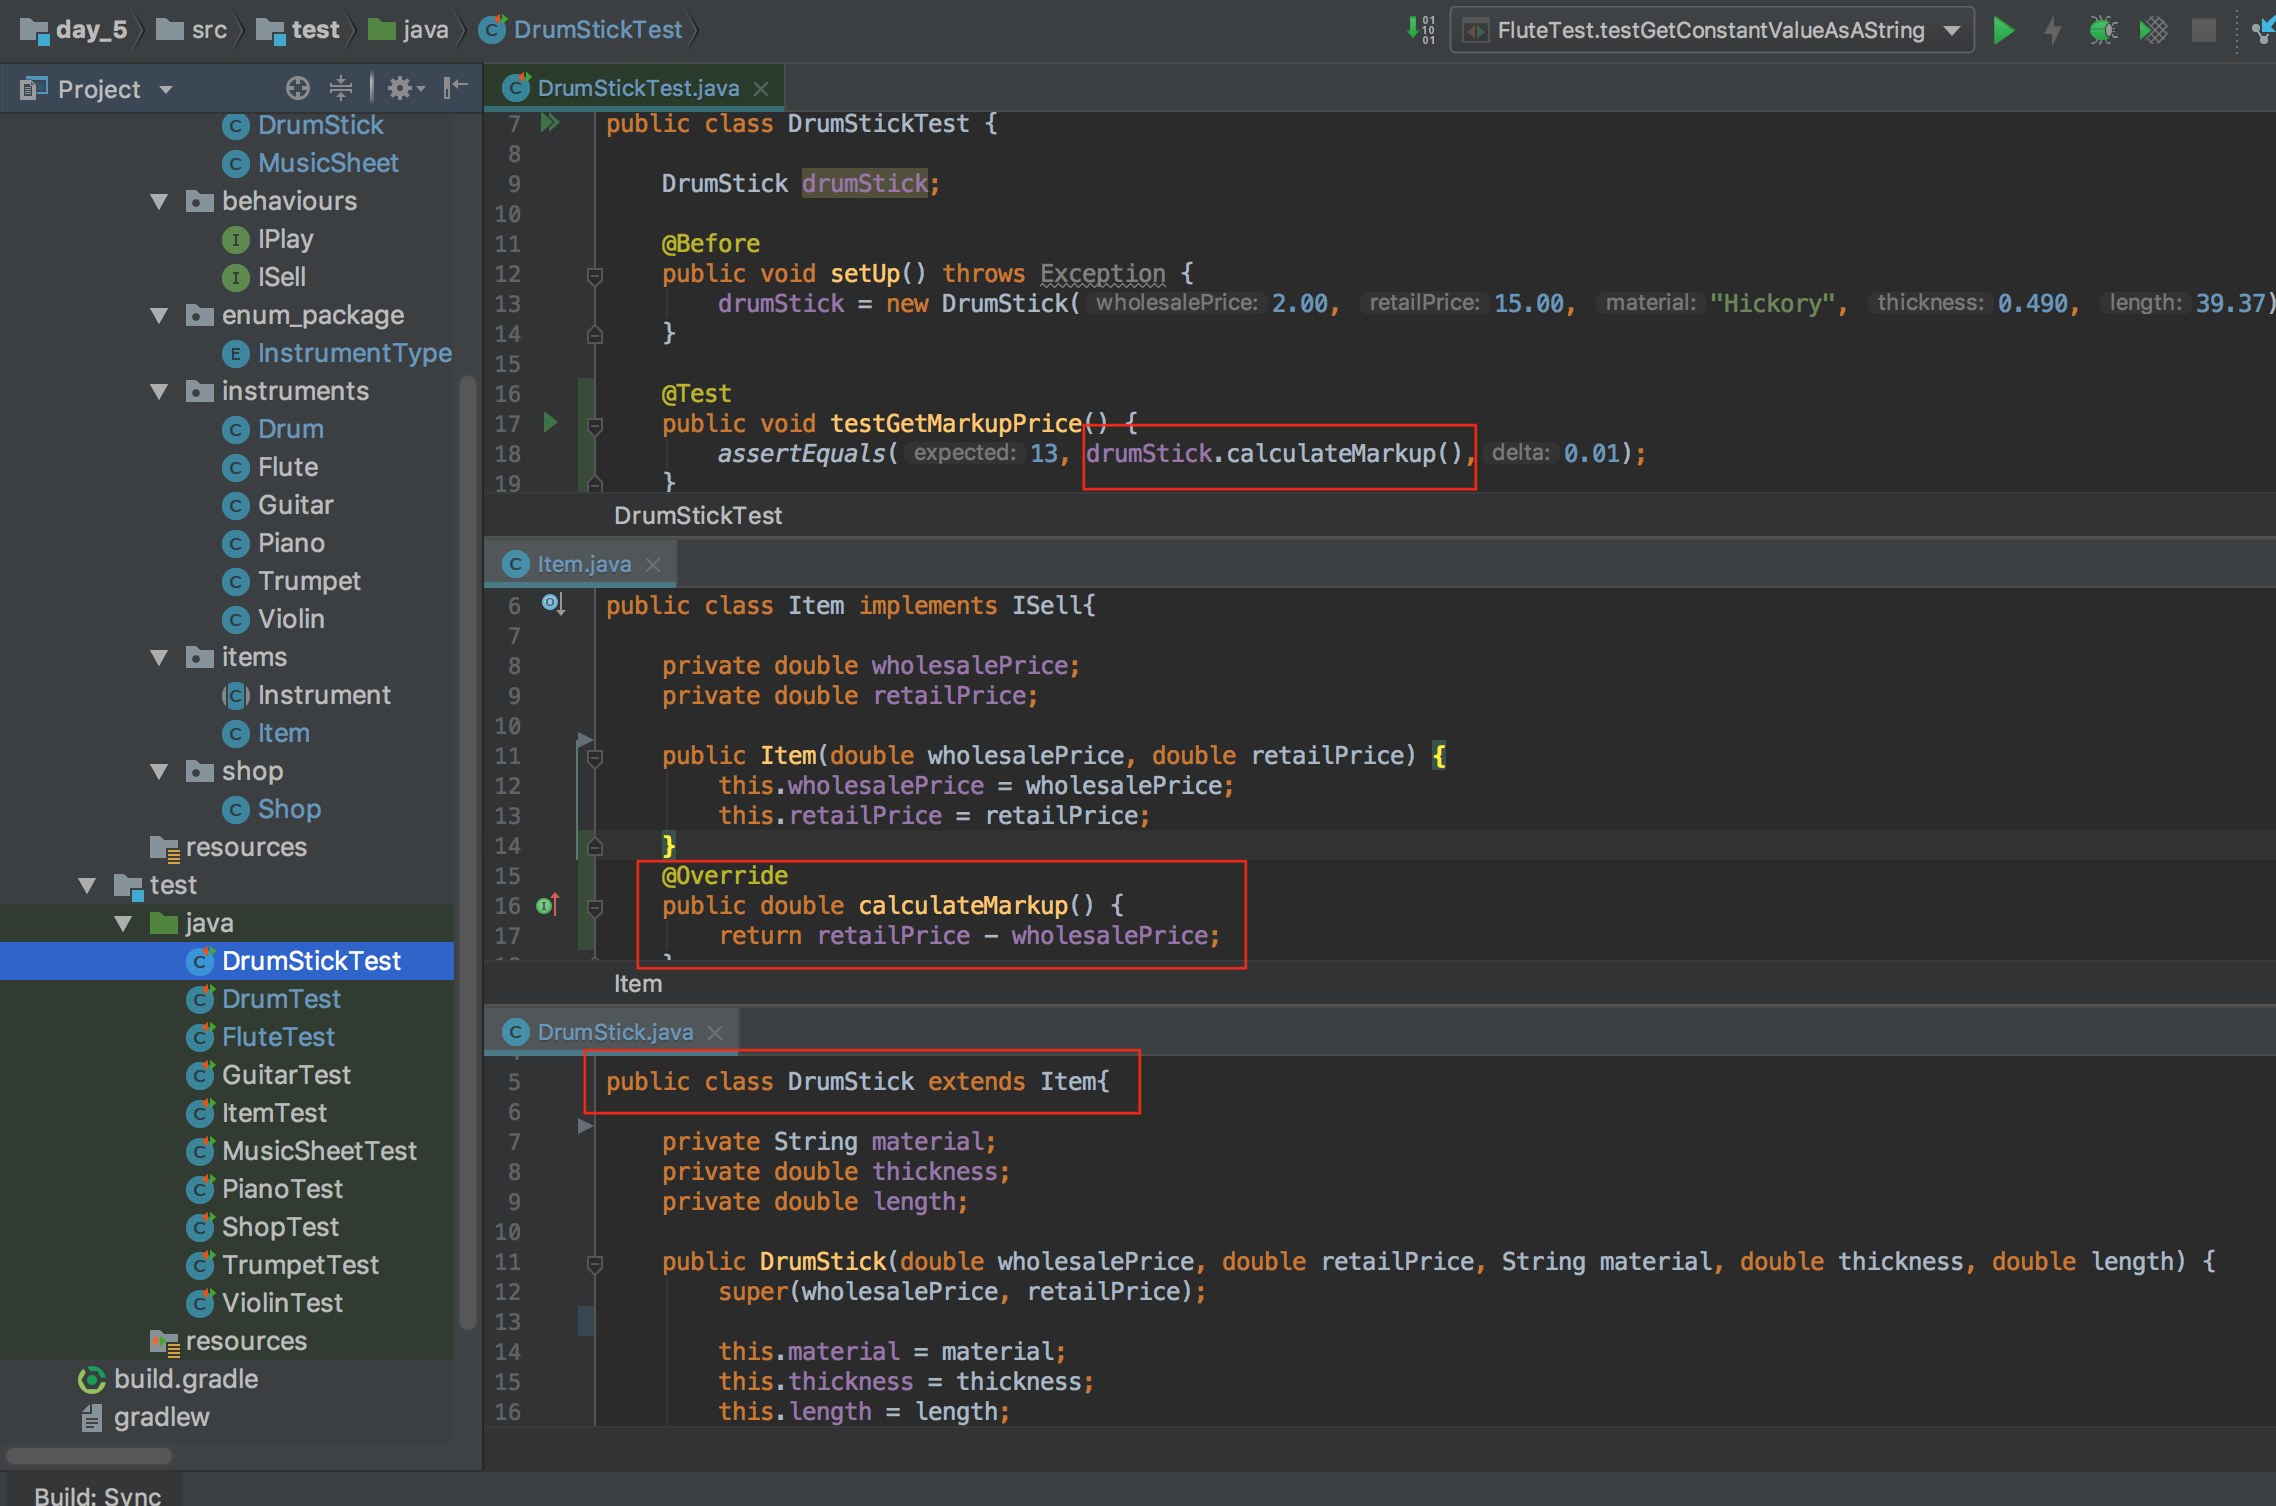 day_5 src test java DrumStickTest
FluteTest.testGetConstantValueAsAString
Project
DrumStick
MusicSheet
behaviours
IPlay
ISell
enum_package
InstrumentType
instruments
Drum
Flute
Guitar
Piano
Trumpet
Violin
items
Instrument
Item
shop
Shop
resources
test
java
DrumStickTest
DrumTest
FluteTest
GuitarTest
ItemTest
MusicSheetTest
PianoTest
ShopTest
TrumpetTest
ViolinTest
resources
build.gradle
gradlew
DrumStickTest.java
7 public class DrumStickTest {
8
9 DrumStick drumStick;
10
11 @Before
12 public void setUp() throws Exception {
13 drumStick = new DrumStick( wholesalePrice: 2.00, retailPrice: 15.00, material: "Hickory", thickness: 0.490, length: 39.37)
14 }
15
16 @Test
17 public void testGetMarkupPrice() {
18 assertEquals( expected: 13, drumStick.calculateMarkup(), delta: 0.01);
19 }
DrumStickTest
Item.java
6 public class Item implements ISell{
7
8 private double wholesalePrice;
9 private double retailPrice;
10
11 public Item(double wholesalePrice, double retailPrice) {
12 this.wholesalePrice = wholesalePrice;
13 this.retailPrice = retailPrice;
14 }
15 @Override
16 public double calculateMarkup() {
17 return retailPrice - wholesalePrice;
Item
DrumStick.java
5 public class DrumStick extends Item{
6
7 private String material;
8 private double thickness;
9 private double length;
10
11 public DrumStick(double wholesalePrice, double retailPrice, String material, double thickness, double length) {
12 super(wholesalePrice, retailPrice);
13
14 this.material = material;
15 this.thickness = thickness;
16 this.length = length;
Build: Sync